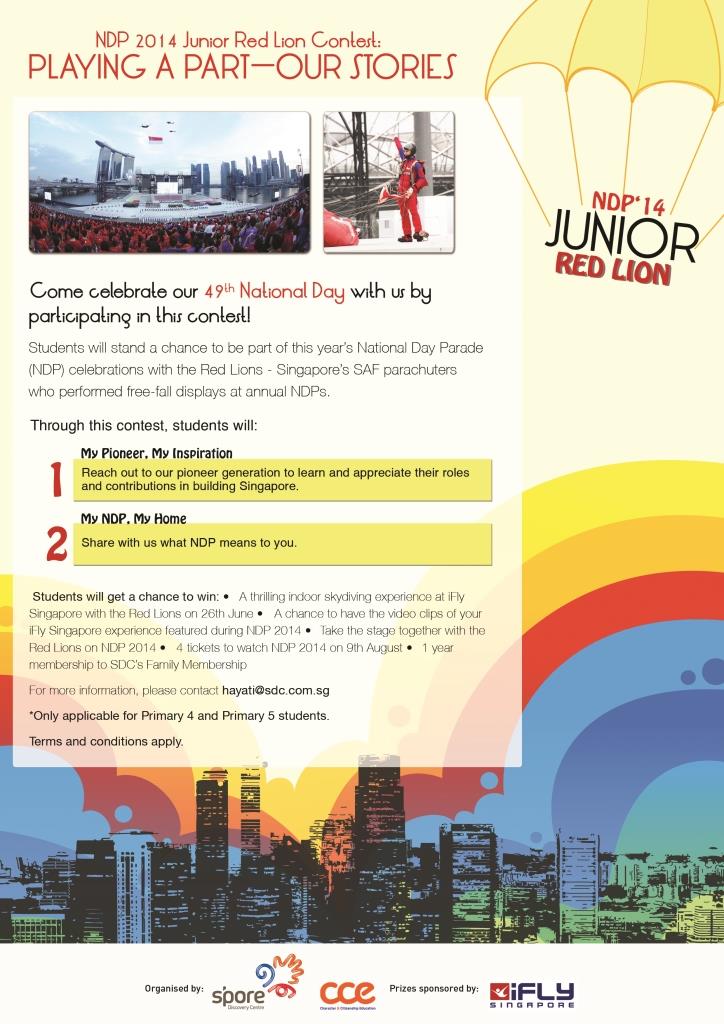 NDP 2014 Junior Red Lion Contest:
PLAYING A PART—OUR STORIES
NDP'14
JUNIOR
RED LION
Come celebrate our 49th National Day with us by
participating in this contest!
Students will stand a chance to be part of this year's National Day Parade
(NDP) celebrations with the Red Lions - Singapore's SAF parachuters
who performed free-fall displays at annual NDPs.
Through this contest, students will:
My Pioneer, My Inspiration
1
Reach out to our pioneer generation to learn and appreciate their roles
and contributions in building Singapore.
My NDP, My Home
2
Share with us what NDP means to you.
Students will get a chance to win: • A thrilling indoor skydiving experience at iFly
Singapore with the Red Lions on 26th June • A chance to have the video clips of your
iFly Singapore experience featured during NDP 2014 • Take the stage together with the
Red Lions on NDP 2014 • 4 tickets to watch NDP 2014 on 9th August • 1 year
membership to SDC's Family Membership
For more information, please contact hayati@sdc.com.sg
*Only applicable for Primary 4 and Primary 5 students.
Terms and conditions apply.
Organised by:
s'pore
Discovery Centre
cce
Character & Citizenship Education
Prizes sponsored by:
iFLY
SINGAPORE